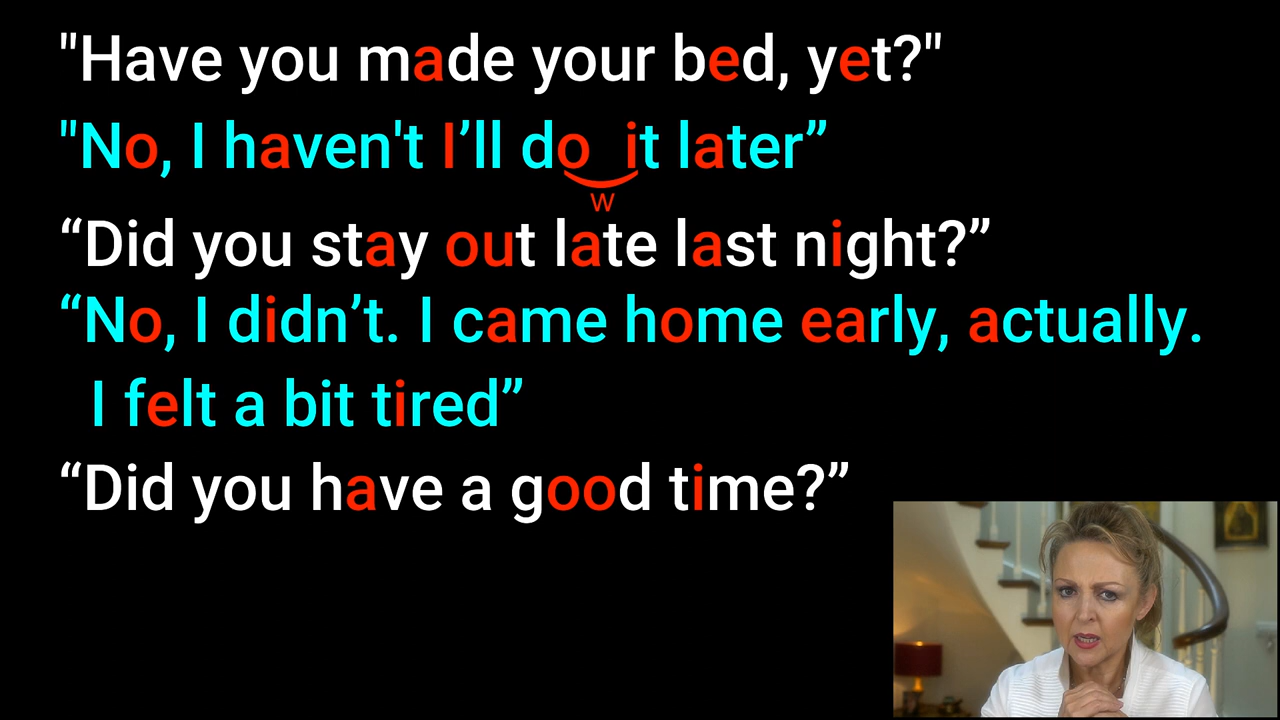 "Have you made your bed, yet?"
"No, I haven't I’ll do it later”
w
“Did you stay out late last night?”
“No, I didn’t. I came home early, actually.
I felt a bit tired”
“Did you have a good time?”